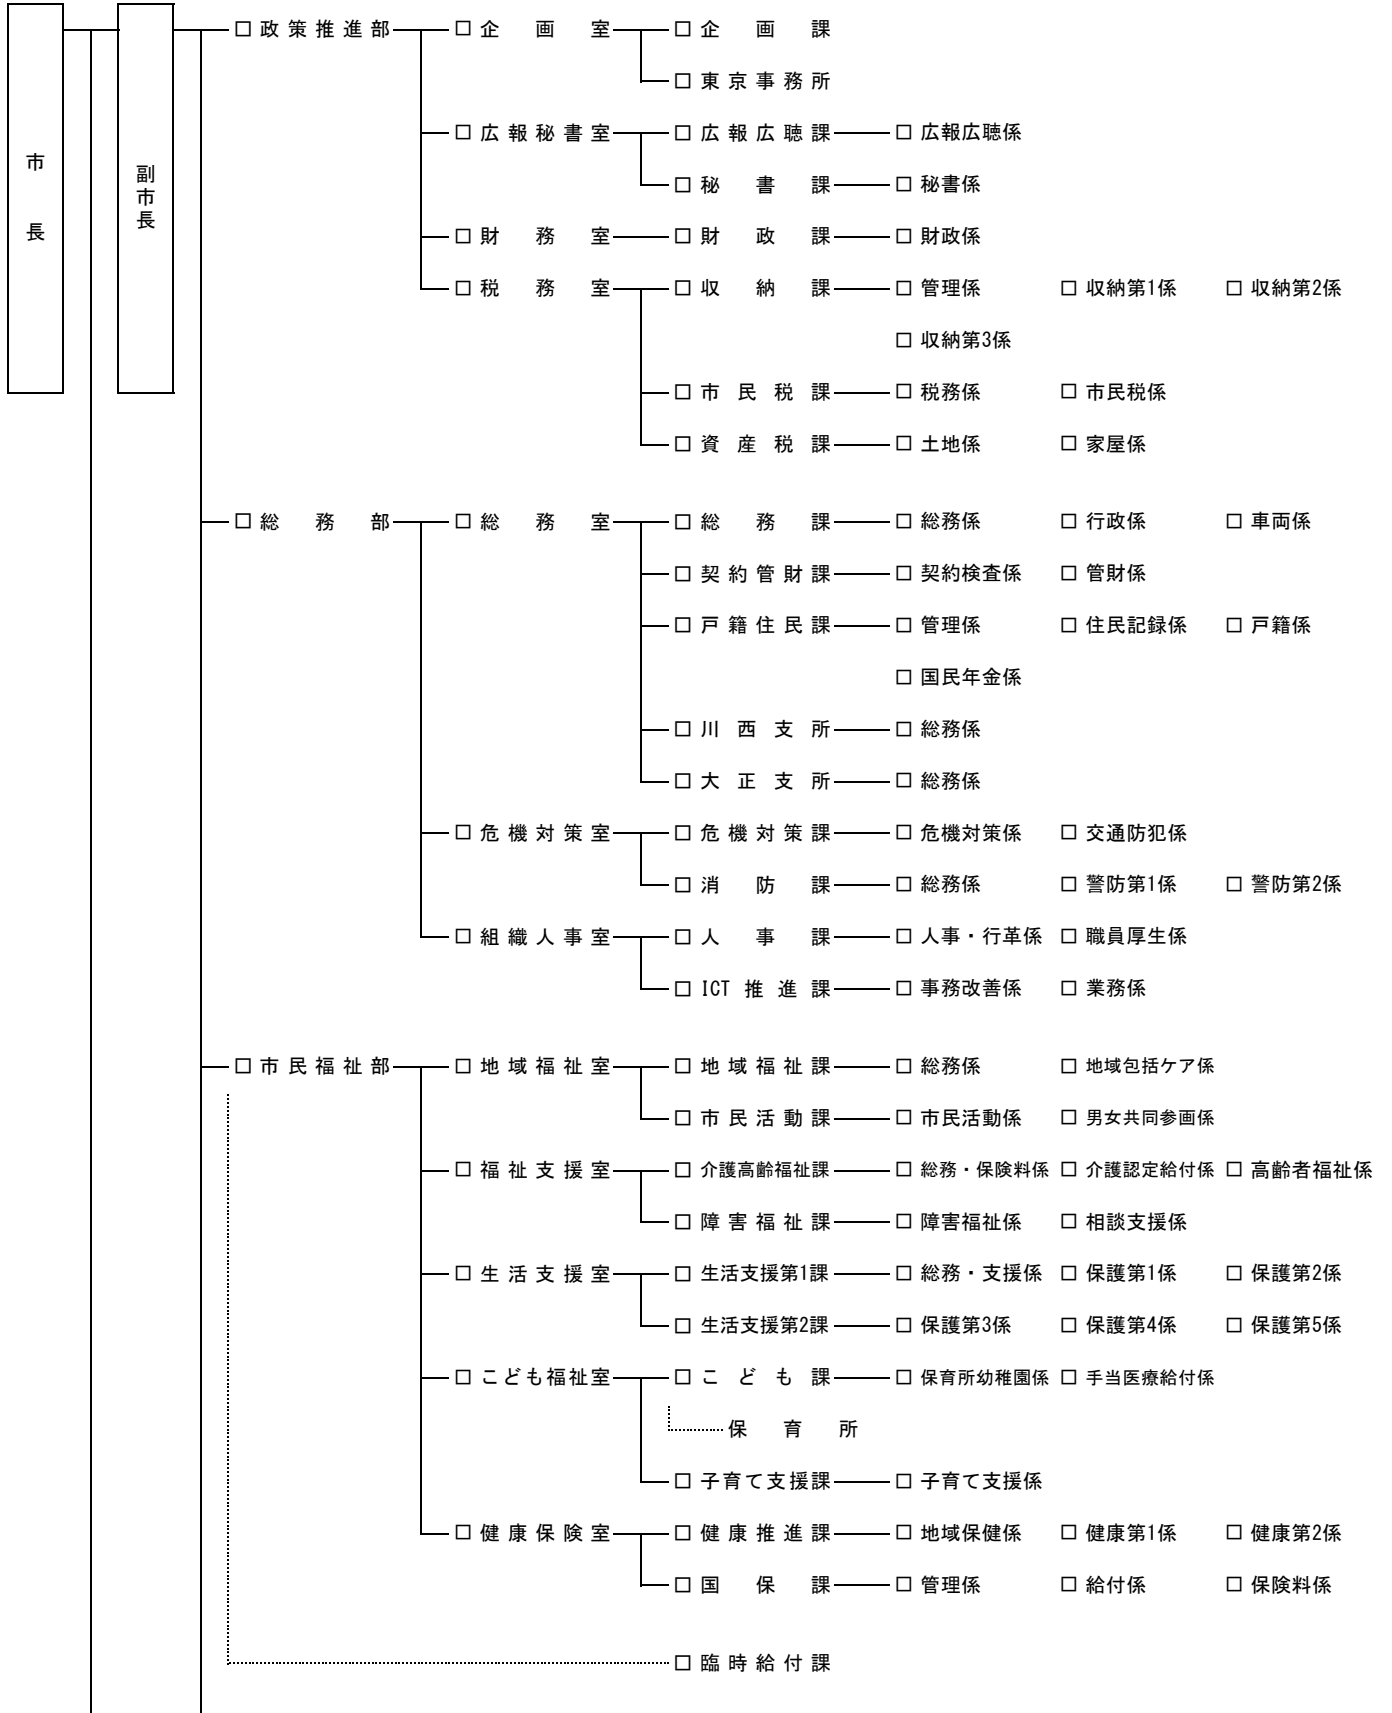 市長
副市長
□政策推進部 □企画室 □企画課
□東京事務所
□広報秘書室 □広報広聴課 □広報広聴係
□秘書課 □秘書係
□財務室 □財政課 □財政係
□税務室 □収納課 □管理係 □収納第1係 □収納第2係
□収納第3係
□市民税課 □税務係 □市民税係
□資産税課 □土地係 □家屋係
□総務部 □総務室 □総務課 □総務係 □行政係 □車両係
□契約管財課 □契約検査係 □管財係
□戸籍住民課 □管理係 □住民記録係 □戸籍係
□国民年金係
□川西支所 □総務係
□大正支所 □総務係
□危機対策室 □危機対策課 □危機対策係 □交通防犯係
□消防課 □総務係 □警防第1係 □警防第2係
□組織人事室 □人事課 □人事・行革係 □職員厚生係
□ICT推進課 □事務改善係 □業務係
□市民福祉部 □地域福祉室 □地域福祉課 □総務係 □地域包括ケア係
□市民活動課 □市民活動係 □男女共同参画係
□福祉支援室 □介護高齢福祉課 □総務・保険料係 □介護認定給付係 □高齢者福祉係
□障害福祉課 □障害福祉係 □相談支援係
□生活支援室 □生活支援第1課 □総務・支援係 □保護第1係 □保護第2係
□生活支援第2課 □保護第3係 □保護第4係 □保護第5係
□こども福祉室 □こども課 □保育所幼稚園係 □手当医療給付係
保育所
□子育て支援課 □子育て支援係
□健康保険室 □健康推進課 □地域保健係 □健康第1係 □健康第2係
□国保課 □管理係 □給付係 □保険料係
□臨時給付課